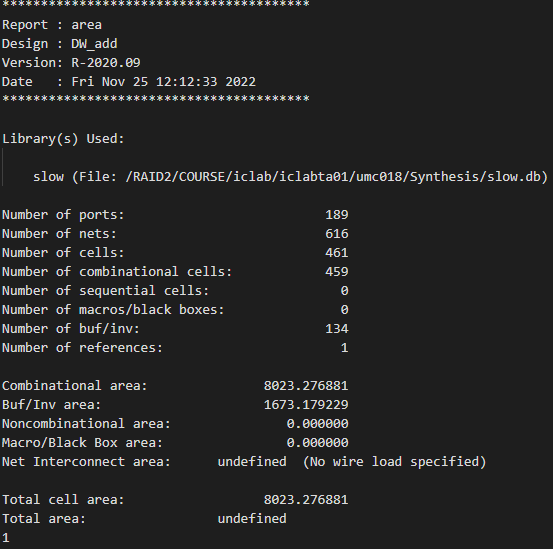 ****************************************
Report : area
Design : DW_add
Version: R-2020.09
Date   : Fri Nov 25 12:12:33 2022
****************************************

Library(s) Used:

    slow (File: /RAID2/COURSE/iclab/iclabta01/umc018/Synthesis/slow.db)

Number of ports:                          189
Number of nets:                           616
Number of cells:                          461
Number of combinational cells:            459
Number of sequential cells:                 0
Number of macros/black boxes:               0
Number of buf/inv:                        134
Number of references:                       1

Combinational area:               8023.276881
Buf/Inv area:                     1673.179229
Noncombinational area:               0.000000
Macro/Black Box area:                0.000000
Net Interconnect area:      undefined  (No wire load specified)

Total cell area:                  8023.276881
Total area:                 undefined
1